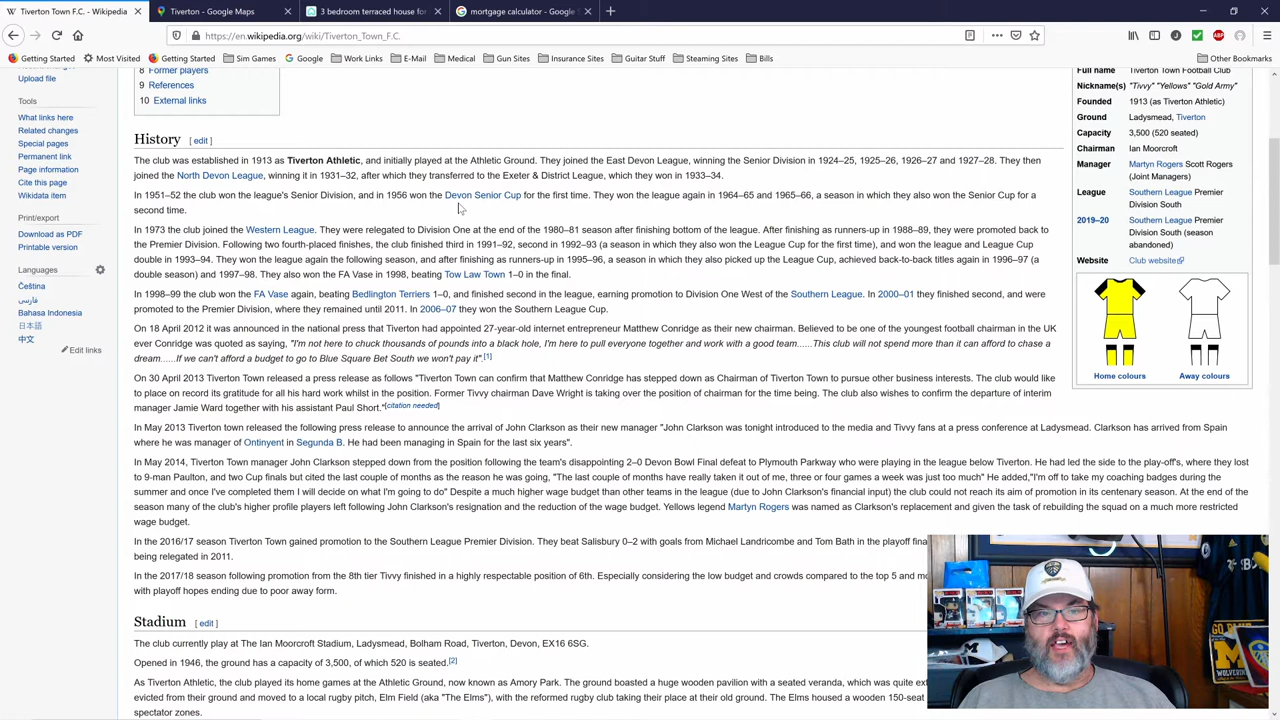 Tiverton Town F.C. - Wikipedia
Tiverton - Google Maps
3 bedroom terraced house for
mortgage calculator - Google
https://en.wikipedia.org/wiki/Tiverton_Town_F.C.
Getting Started Most Visited Getting Started Sim Games Google Work Links E-Mail Medical Gun Sites Insurance Sites Guitar Stuff Steaming Sites Bills Other Bookmarks
Upload file
Tools
What links here
Related changes
Special pages
Permanent link
Page information
Cite this page
Wikidata item
Print/export
Download as PDF
Printable version
Languages
Čeština
فارسی
Bahasa Indonesia
日本語
中文
Edit links
8 Former players
9 References
10 External links
History [ edit ]
The club was established in 1913 as Tiverton Athletic, and initially played at the Athletic Ground. They joined the East Devon League, winning the Senior Division in 1924–25, 1925–26, 1926–27 and 1927–28. They then
joined the North Devon League, winning it in 1931–32, after which they transferred to the Exeter & District League, which they won in 1933–34.
In 1951–52 the club won the league's Senior Division, and in 1956 won the Devon Senior Cup for the first time. They won the league again in 1964–65 and 1965–66, a season in which they also won the Senior Cup for a
second time.
In 1973 the club joined the Western League. They were relegated to Division One at the end of the 1980–81 season after finishing bottom of the league. After finishing as runners-up in 1988–89, they were promoted back to
the Premier Division. Following two fourth-placed finishes, the club finished third in 1991–92, second in 1992–93 (a season in which they also won the League Cup for the first time), and won the league and League Cup
double in 1993–94. They won the league again the following season, and after finishing as runners-up in 1995–96, a season in which they also picked up the League Cup, achieved back-to-back titles again in 1996–97 (a
double season) and 1997–98. They also won the FA Vase in 1998, beating Tow Law Town 1–0 in the final.
In 1998–99 the club won the FA Vase again, beating Bedlington Terriers 1–0, and finished second in the league, earning promotion to Division One West of the Southern League. In 2000–01 they finished second, and were
promoted to the Premier Division, where they remained until 2011. In 2006–07 they won the Southern League Cup.
On 18 April 2012 it was announced in the national press that Tiverton had appointed 27-year-old internet entrepreneur Matthew Conridge as their new chairman. Believed to be one of the youngest football chairman in the UK
ever Conridge was quoted as saying, "I'm not here to chuck thousands of pounds into a black hole, I'm here to pull everyone together and work with a good team......This club will not spend more than it can afford to chase a
dream......If we can't afford a budget to go to Blue Square Bet South we won't pay it".[1]
On 30 April 2013 Tiverton Town released a press release as follows "Tiverton Town can confirm that Matthew Conridge has stepped down as Chairman of Tiverton Town to pursue other business interests. The club would like
to place on record its gratitude for all his hard work whilst in the position. Former Tivvy chairman Dave Wright is taking over the position of chairman for the time being. The club also wishes to confirm the departure of interim
manager Jamie Ward together with his assistant Paul Short."[citation needed]
In May 2013 Tiverton town released the following press release to announce the arrival of John Clarkson as their new manager "John Clarkson was tonight introduced to the media and Tivvy fans at a press conference at Ladysmead. Clarkson has arrived from Spain
where he was manager of Ontinyent in Segunda B. He had been managing in Spain for the last six years".
In May 2014, Tiverton Town manager John Clarkson stepped down from the position following the team's disappointing 2–0 Devon Bowl Final defeat to Plymouth Parkway who were playing in the league below Tiverton. He had led the side to the play-off's, where they lost
to 9-man Paulton, and two Cup finals but cited the last couple of months as the reason he was going, "The last couple of months have really taken it out of me, three or four games a week was just too much" He added,"I'm off to take my coaching badges during the
summer and once I've completed them I will decide on what I'm going to do" Despite a much higher wage budget than other teams in the league (due to John Clarkson's financial input) the club could not reach its aim of promotion in its centenary season. At the end of the
season many of the club's higher profile players left following John Clarkson's resignation and the reduction of the wage budget. Yellows legend Martyn Rogers was named as Clarkson's replacement and given the task of rebuilding the squad on a much more restricted
wage budget.
In the 2016/17 season Tiverton Town gained promotion to the Southern League Premier Division. They beat Salisbury 0–2 with goals from Michael Landricombe and Tom Bath in the playoff fina
being relegated in 2011.
In the 2017/18 season following promotion from the 8th tier Tivvy finished in a highly respectable position of 6th. Especially considering the low budget and crowds compared to the top 5 and mo
with playoff hopes ending due to poor away form.
Stadium [ edit ]
The club currently play at The Ian Moorcroft Stadium, Ladysmead, Bolham Road, Tiverton, Devon, EX16 6SG.
Opened in 1946, the ground has a capacity of 3,500, of which 520 is seated.[2]
As Tiverton Athletic, the club played its home games at the Athletic Ground, now known as Amory Park. The ground boasted a huge wooden pavilion with a seated veranda, which was quite ext
evicted from their ground and moved to a local rugby pitch, Elm Field (aka "The Elms"), with the reformed rugby club taking their place at their old ground. The Elms housed a wooden 150-seat
spectator zones.
Full name Tiverton Town Football Club
Nickname(s) "Tivvy" "Yellows" "Gold Army"
Founded 1913 (as Tiverton Athletic)
Ground Ladysmead, Tiverton
Capacity 3,500 (520 seated)
Chairman Ian Moorcroft
Manager Martyn Rogers Scott Rogers
(Joint Managers)
League Southern League Premier
Division South
2019–20 Southern League Premier
Division South (season
abandoned)
Website Club website
Home colours Away colours
GO BLUE
M
WOLVERINES